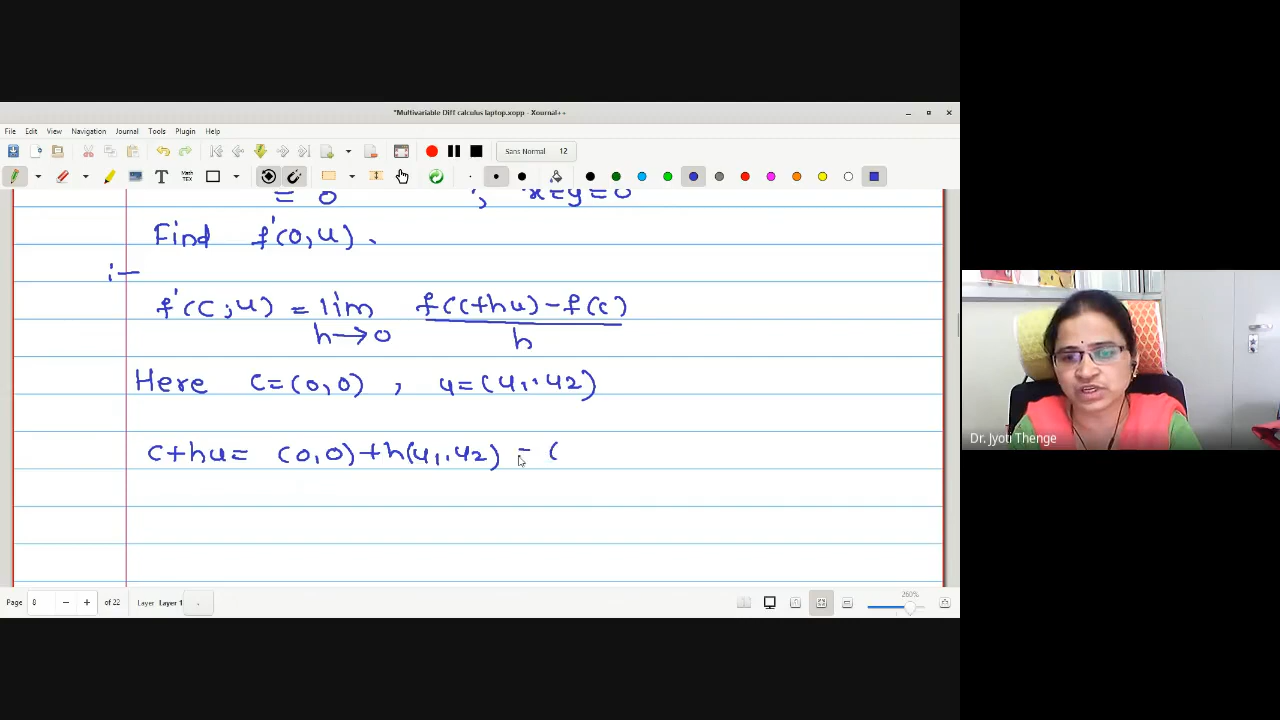 *Multivariable Diff calculus laptop.xopp - Xournal++
File Edit View Navigation Journal Tools Plugin Help
Sans Normal 12
= 0 ; x=y=0
Find f'(0,u).
:-
f'(c;u) = lim h→0 f(c+hu)-f(c) / h
Here c=(0,0) , u=(u1,u2)
c+hu= (0,0)+h(u1,u2) = (
Dr. Jyoti Thenge
Page 8 of 22 Layer Layer 1 260%